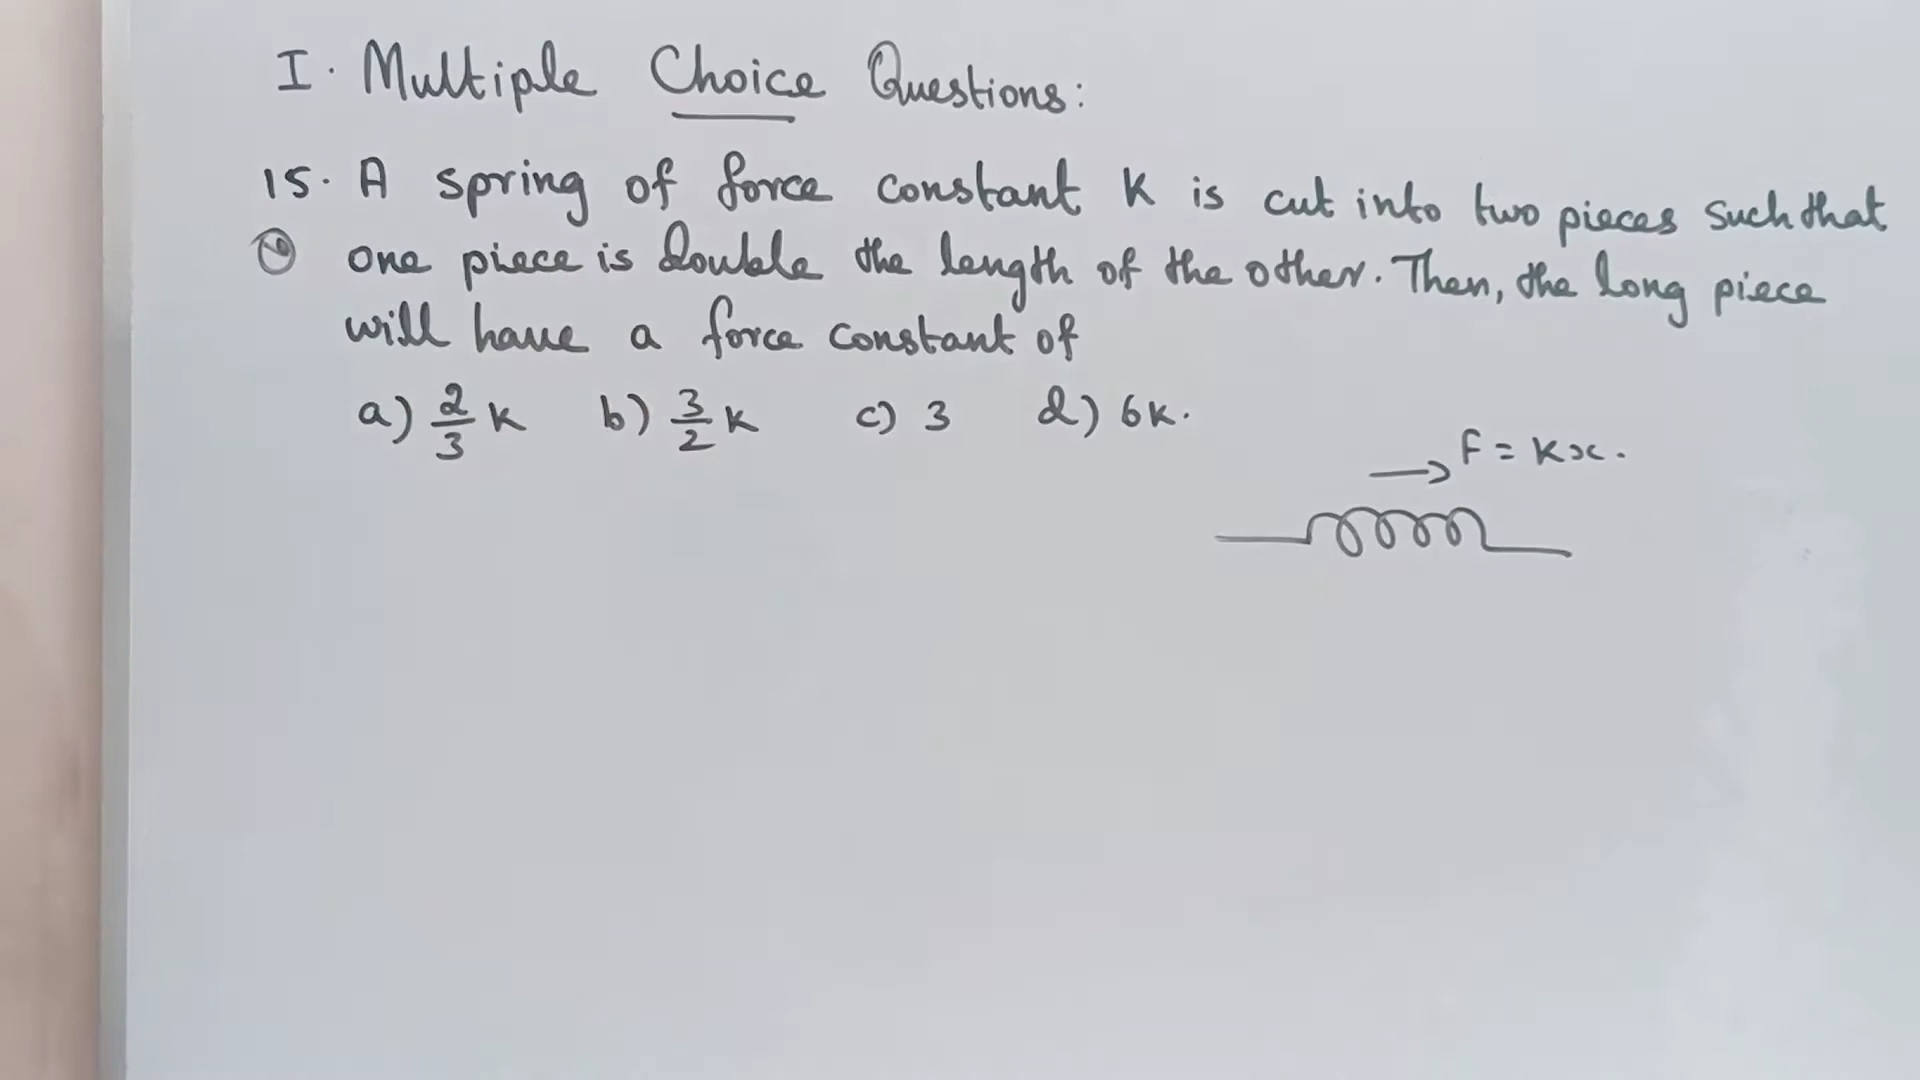 I. Multiple Choice Questions:
15. A spring of force constant K is cut into two pieces such that
one piece is double the length of the other. Then, the long piece
will have a force constant of
a) 2/3 K b) 3/2 K c) 3 d) 6K.
F = Kx.